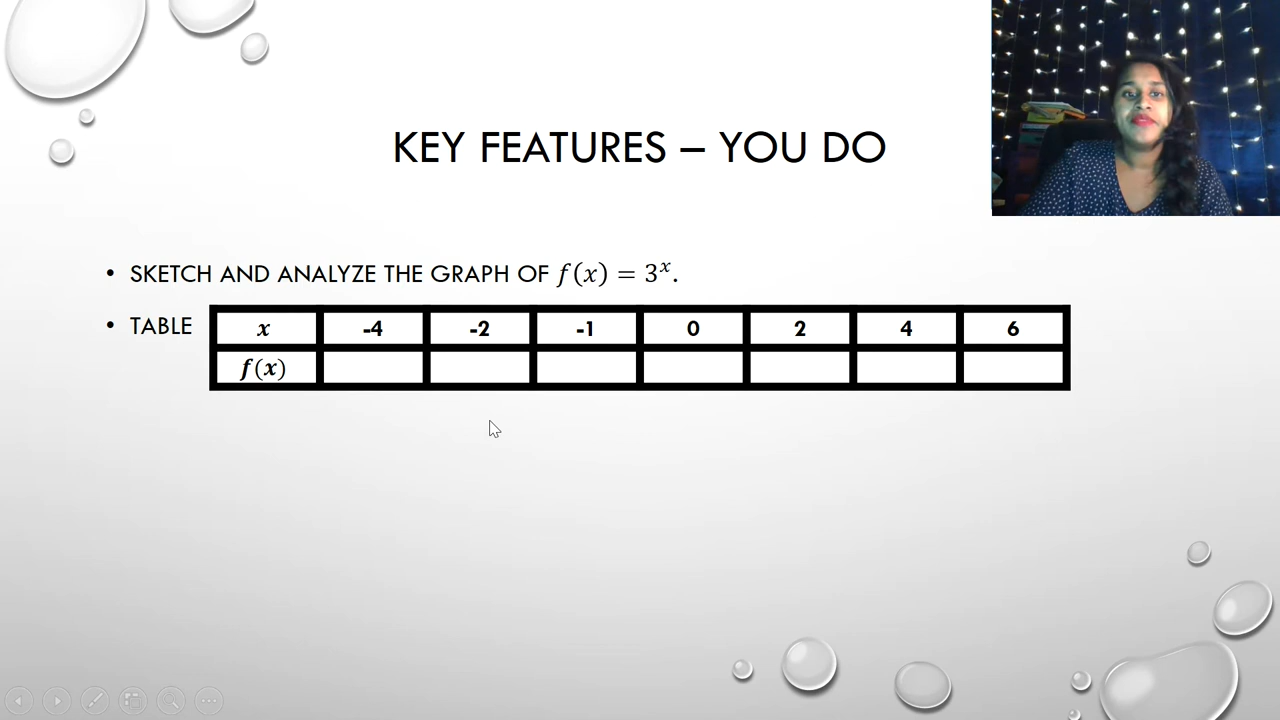 KEY FEATURES – YOU DO
• SKETCH AND ANALYZE THE GRAPH OF f(x) = 3^x.
• TABLE
x -4 -2 -1 0 2 4 6
f(x)